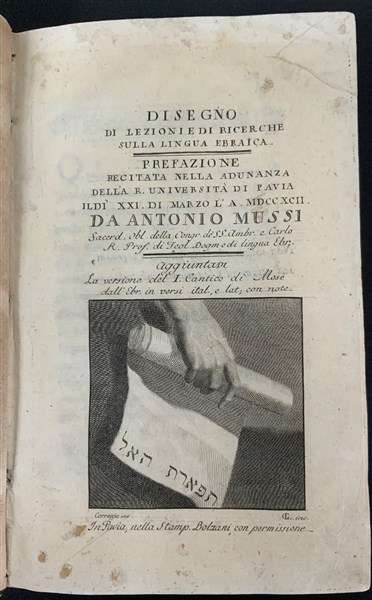 DISEGNO
DI LEZIONI E DI RICERCHE
SULLA LINGUA EBRAICA.
PREFAZIONE
RECITATA NELLA ADUNANZA
DELLA R. UNIVERSITÀ DI PAVIA
IL DÌ XXI. DI MARZO L'A. MDCCXCII.
DA ANTONIO MUSSI
Sacerd. Obl. della Congr. di S.S. Ambr. e Carlo
R. Prof. di Teol. Dogm. e di lingua Ebr.
Aggiuntavi
La versione del I. Cantico di Mosè
dall'Ebr. in versi ital. e lat. con note.
תפארת האל
Correggio
In Pavia, nella Stamp. Bolzani, con permissione